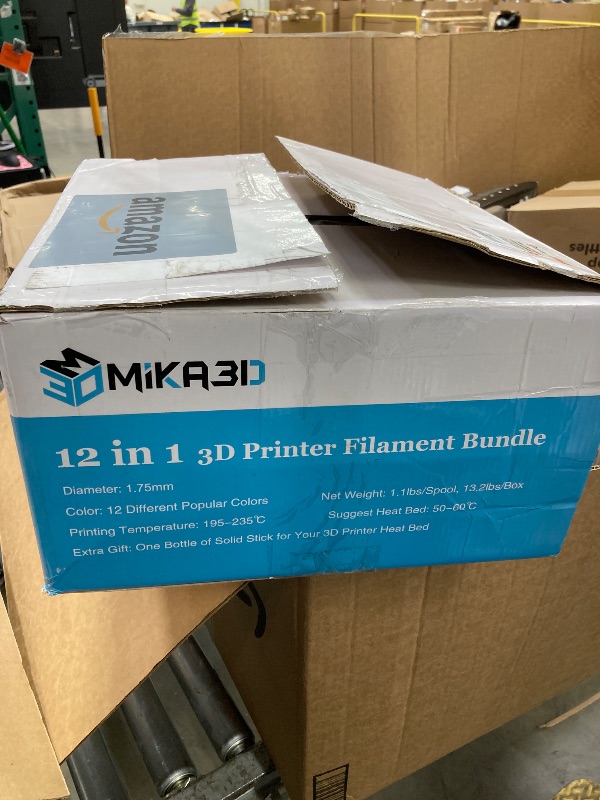 amazon
M3D MiKA3D
12 in 1 3D Printer Filament Bundle
Diameter: 1.75mm
Color: 12 Different Popular Colors
Printing Temperature: 195-235℃
Extra Gift: One Bottle of Solid Stick for Your 3D Printer Heat Bed
Net Weight: 1.1lbs/Spool, 13.2lbs/Box
Suggest Heat Bed: 50-60℃